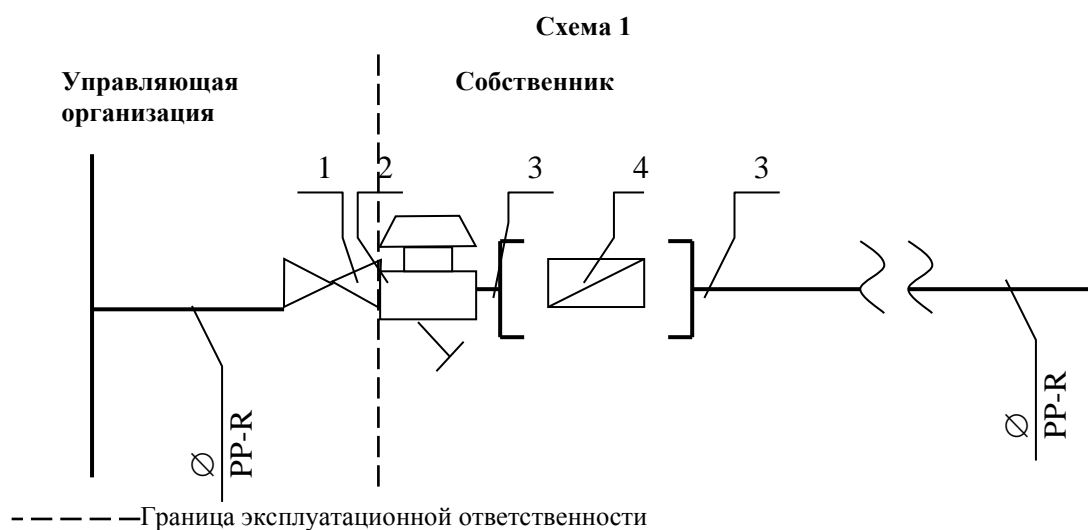 Схема 1
Управляющая
организация
Собственник
1
2
3
4
3
∅
PP-R
∅
PP-R
Граница эксплуатационной ответственности